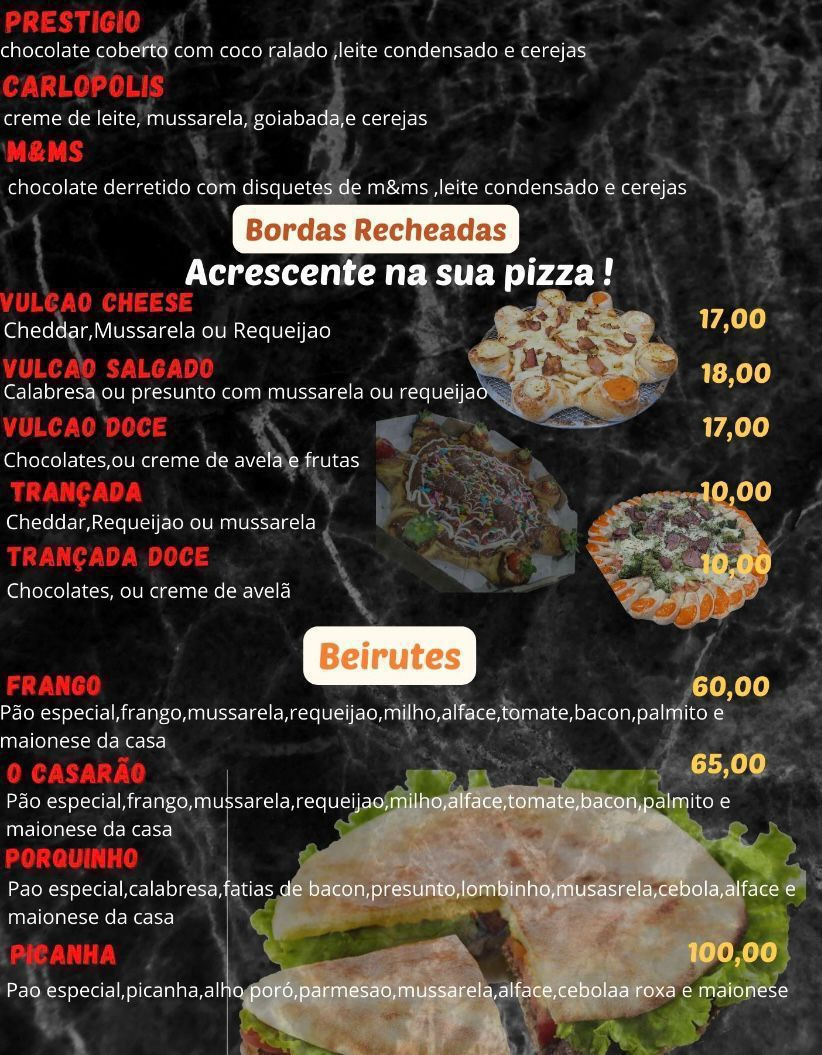 PRESTIGIO
chocolate coberto com coco ralado ,leite condensado e cerejas
CARLOPOLIS
creme de leite, mussarela, goiabada,e cerejas
M&MS
chocolate derretido com disquetes de m&ms ,leite condensado e cerejas
Bordas Recheadas
Acrescente na sua pizza !
VULCAO CHEESE 17,00
Cheddar,Mussarela ou Requeijao
VULCAO SALGADO 18,00
Calabresa ou presunto com mussarela ou requeijao
VULCAO DOCE 17,00
Chocolates,ou creme de avela e frutas
TRANÇADA 10,00
Cheddar,Requeijao ou mussarela
TRANÇADA DOCE 10,00
Chocolates, ou creme de avelã
Beirutes
FRANGO 60,00
Pão especial,frango,mussarela,requeijao,milho,alface,tomate,bacon,palmito e
maionese da casa
O CASARÃO 65,00
Pão especial,frango,mussarela,requeijao,milho,alface,tomate,bacon,palmito e
maionese da casa
PORQUINHO
Pao especial,calabresa,fatias de bacon,presunto,lombinho,musasrela,cebola,alface e
maionese da casa
PICANHA 100,00
Pao especial,picanha,alho poró,parmesao,mussarela,alface,cebolaa roxa e maionese